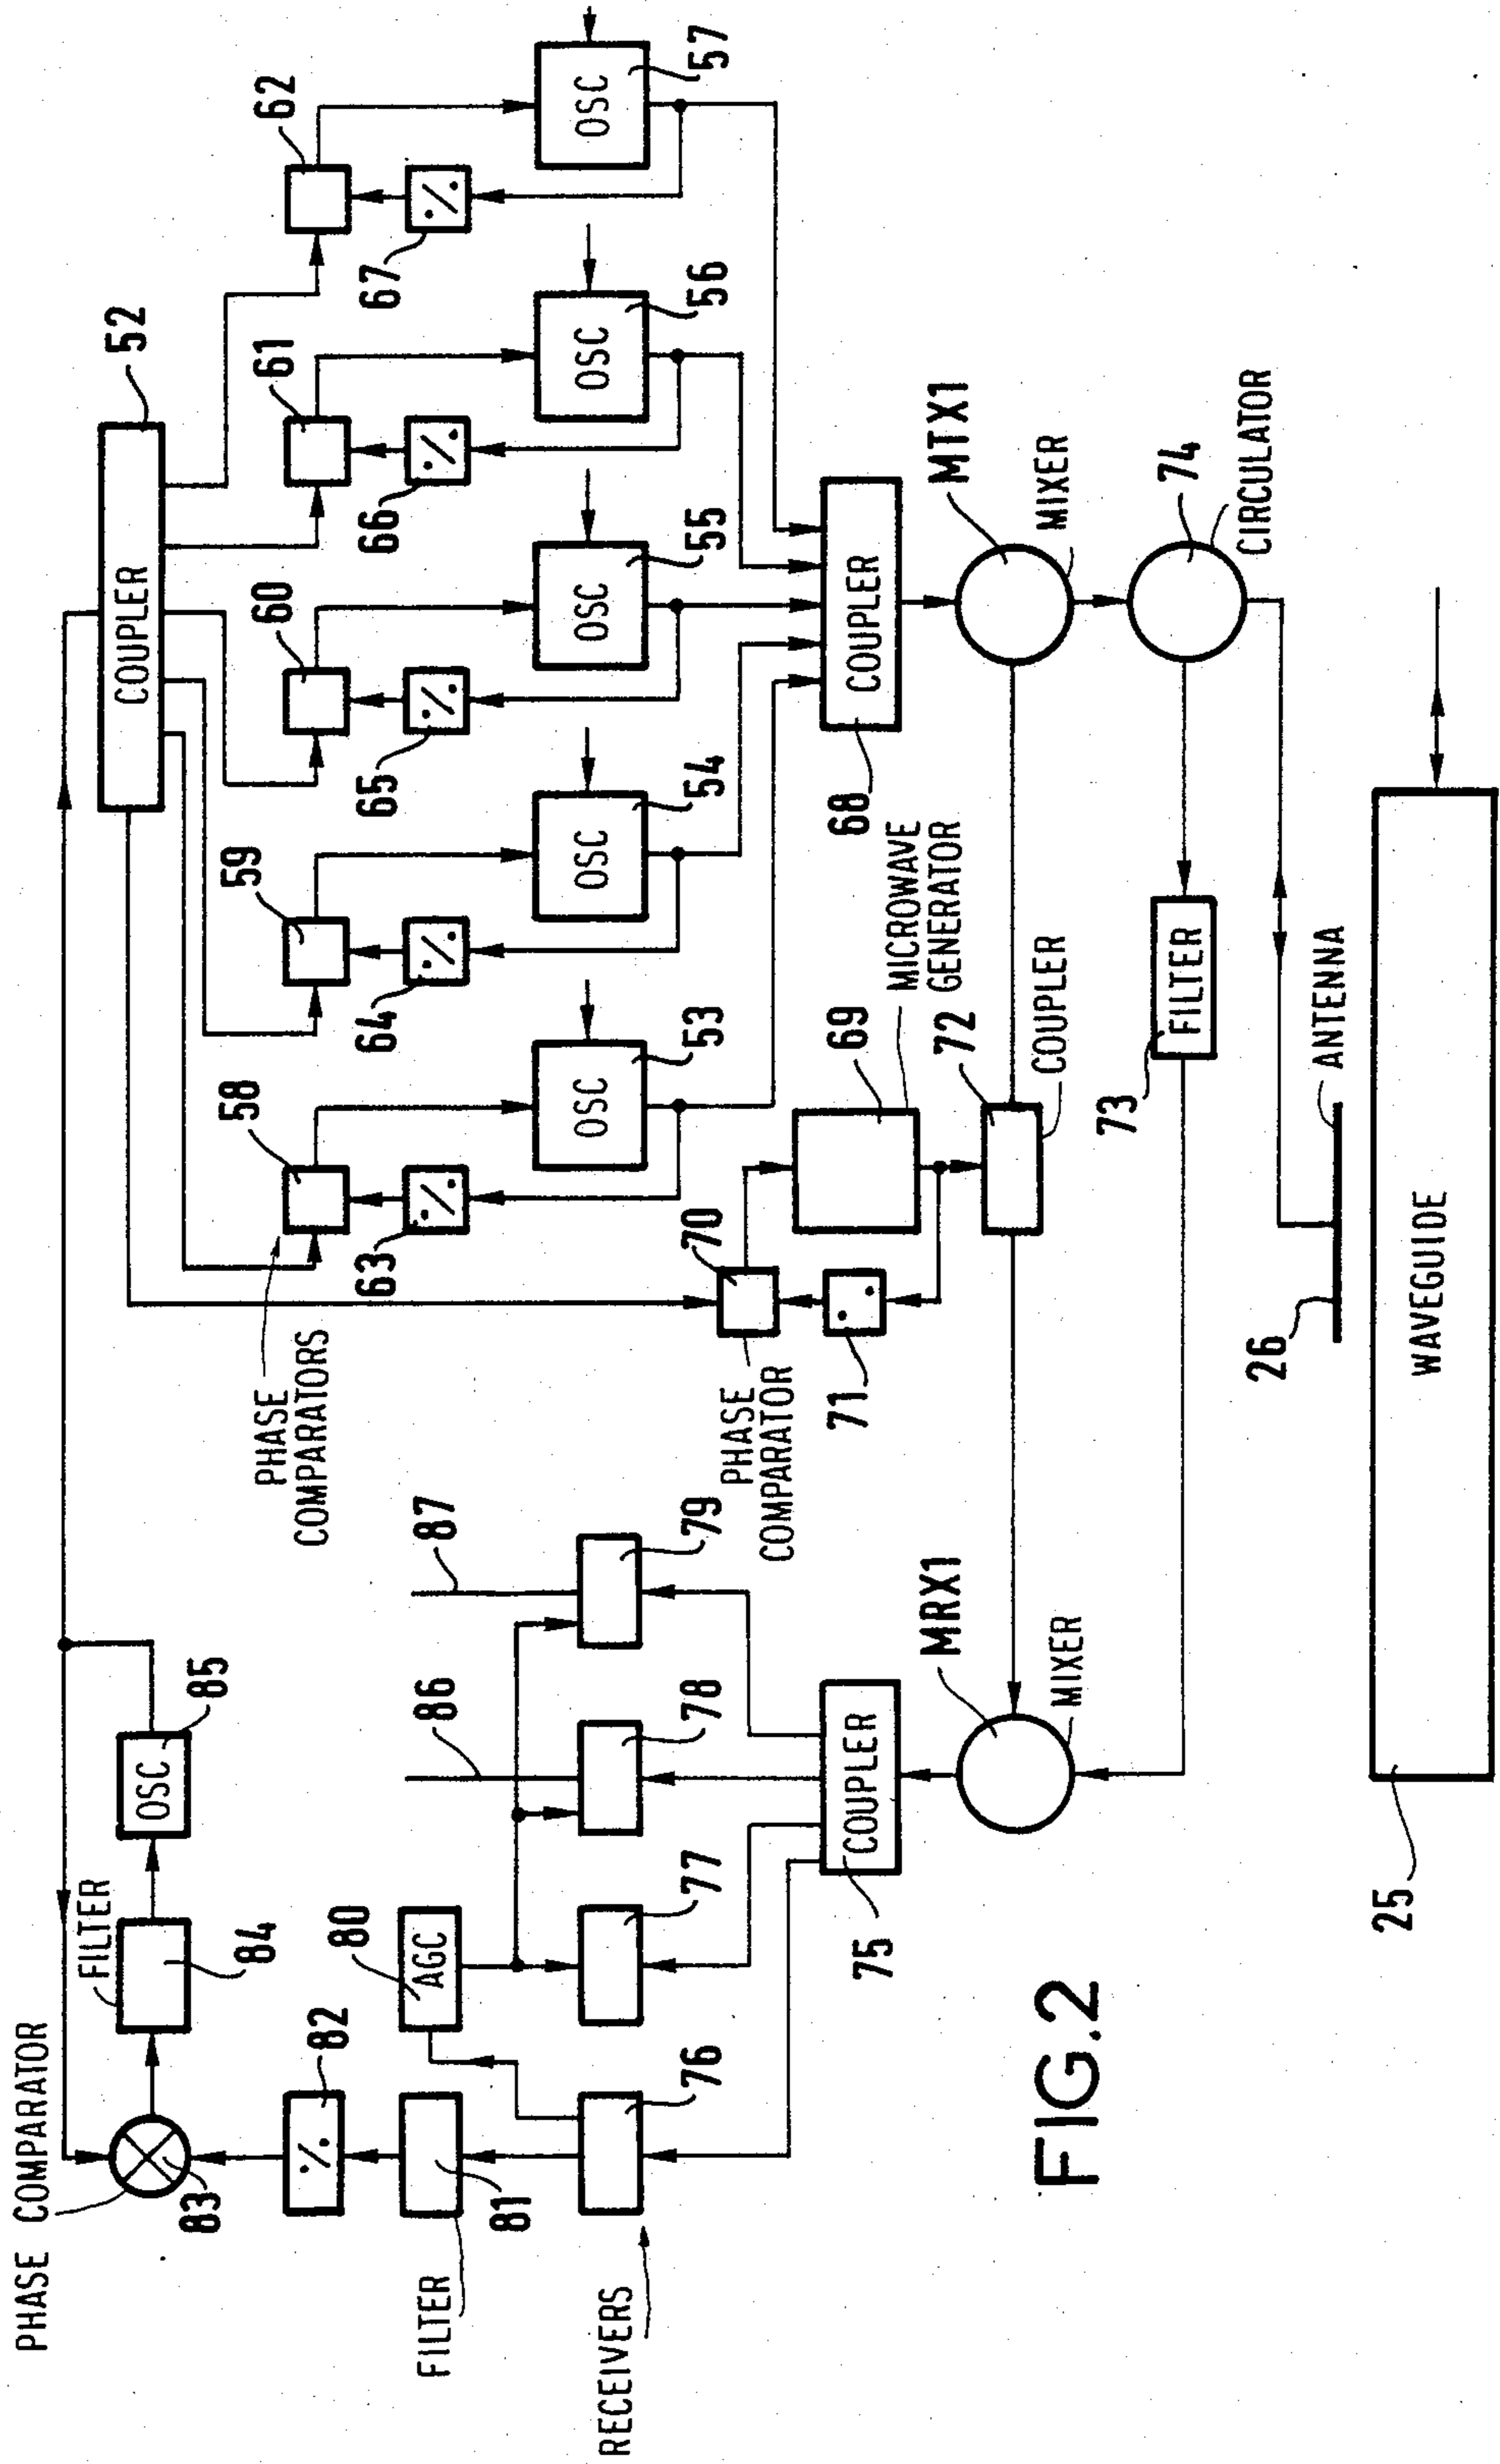 PHASE COMPARATOR
83
FILTER
84
OSC
85
82
81
FILTER
RECEIVERS
76
77
78
79
80
AGC
86
87
COUPLER
75
MRX1
MIXER
COUPLER
52
PHASE
COMPARATORS
58
59
60
61
62
63
64
65
66
67
OSC
53
OSC
54
OSC
55
OSC
56
OSC
57
PHASE
COMPARATOR
70
71
69
MICROWAVE
GENERATOR
72
COUPLER
COUPLER
68
MTX1
MIXER
74
CIRCULATOR
73
FILTER
ANTENNA
26
WAVEGUIDE
25
FIG.2